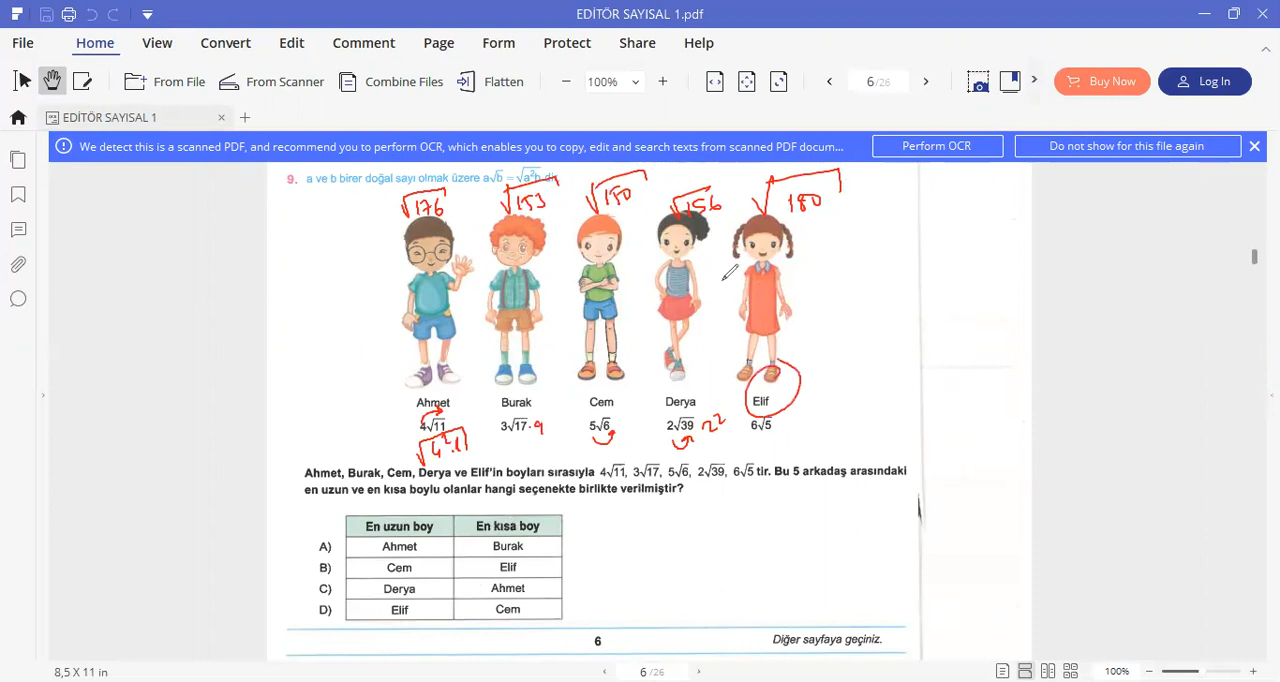 EDİTÖR SAYISAL 1.pdf
File Home View Convert Edit Comment Page Form Protect Share Help
From File From Scanner Combine Files Flatten 100% 6/26 Buy Now Log In
EDİTÖR SAYISAL 1
We detect this is a scanned PDF, and recommend you to perform OCR, which enables you to copy, edit and search texts from scanned PDF docum... Perform OCR Do not show for this file again
9. a ve b birer doğal sayı olmak üzere a√b = √a²b dir.
√176 √153 √150 √156 √180
Ahmet Burak Cem Derya Elif
4√11 3√17·9 5√6 2√39 2² 6√5
√4²·11
Ahmet, Burak, Cem, Derya ve Elif'in boyları sırasıyla 4√11, 3√17, 5√6, 2√39, 6√5 tir. Bu 5 arkadaş arasındaki
en uzun ve en kısa boylu olanlar hangi seçenekte birlikte verilmiştir?
En uzun boy En kısa boy
A) Ahmet Burak
B) Cem Elif
C) Derya Ahmet
D) Elif Cem
6 Diğer sayfaya geçiniz.
8,5 X 11 in 6/26 100%